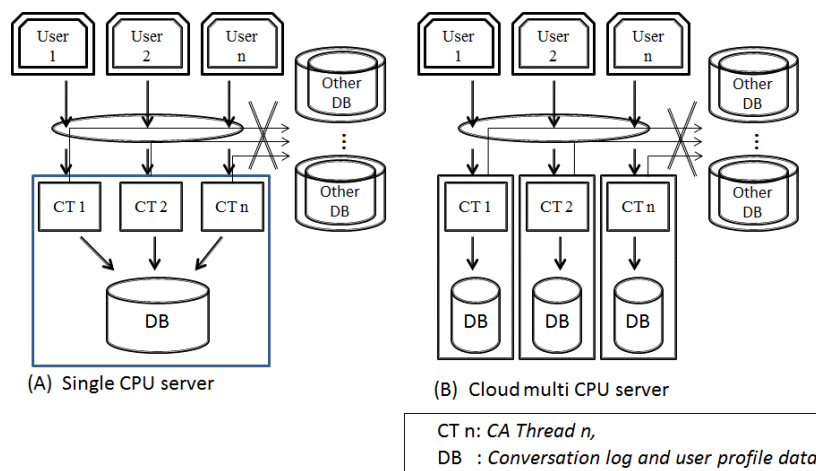 User 1
User 2
User n
Other DB
⋮
Other DB
CT 1
CT 2
CT n
DB
(A) Single CPU server
User 1
User 2
User n
Other DB
⋮
Other DB
CT 1
CT 2
CT n
DB
DB
DB
(B) Cloud multi CPU server
CT n: CA Thread n,
DB : Conversation log and user profile data